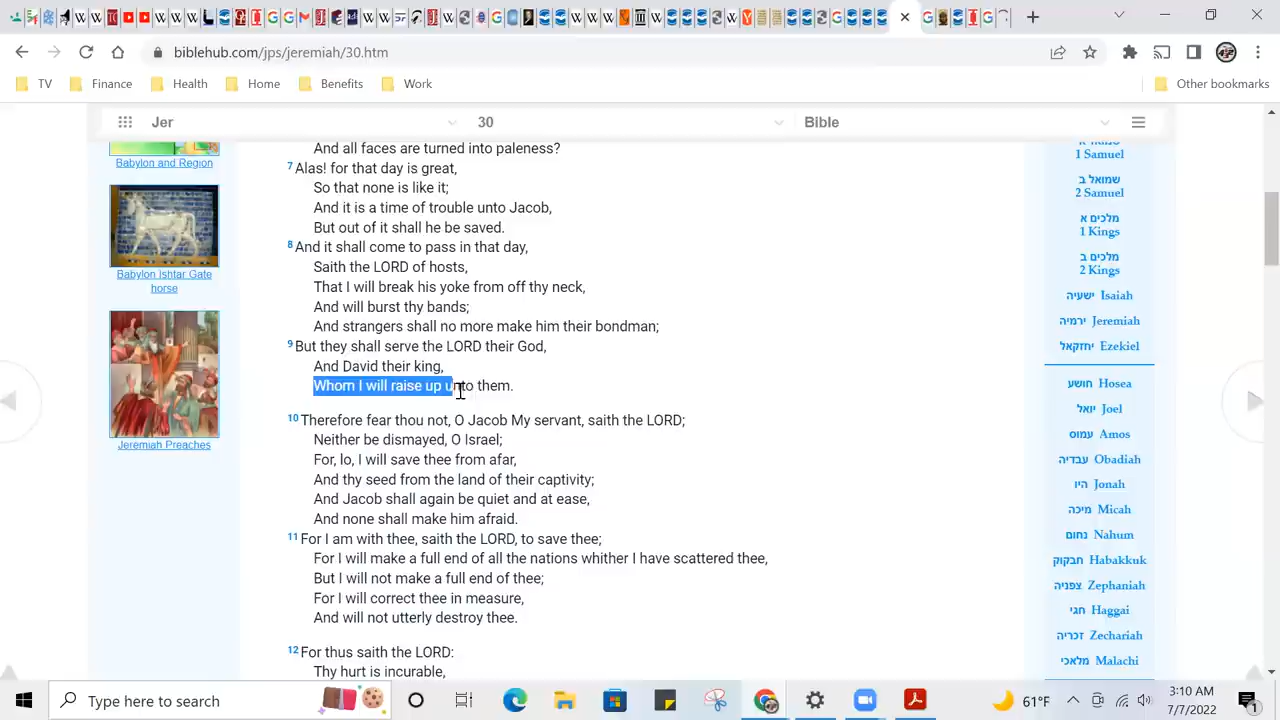 biblehub.com/jps/jeremiah/30.htm
TV Finance Health Home Benefits Work Other bookmarks
Jer 30 Bible
Babylon and Region
Babylon Ishtar Gate
horse
Jeremiah Preaches
And all faces are turned into paleness?
7 Alas! for that day is great,
So that none is like it;
And it is a time of trouble unto Jacob,
But out of it shall he be saved.
8 And it shall come to pass in that day,
Saith the LORD of hosts,
That I will break his yoke from off thy neck,
And will burst thy bands;
And strangers shall no more make him their bondman;
9 But they shall serve the LORD their God,
And David their king,
Whom I will raise up unto them.
10 Therefore fear thou not, O Jacob My servant, saith the LORD;
Neither be dismayed, O Israel;
For, lo, I will save thee from afar,
And thy seed from the land of their captivity;
And Jacob shall again be quiet and at ease,
And none shall make him afraid.
11 For I am with thee, saith the LORD, to save thee;
For I will make a full end of all the nations whither I have scattered thee,
But I will not make a full end of thee;
For I will correct thee in measure,
And will not utterly destroy thee.
12 For thus saith the LORD:
Thy hurt is incurable,
1 Samuel
שמואל ב
2 Samuel
מלכים א
1 Kings
מלכים ב
2 Kings
ישעיה Isaiah
ירמיה Jeremiah
יחזקאל Ezekiel
הושע Hosea
יואל Joel
עמוס Amos
עבדיה Obadiah
היו Jonah
מיכה Micah
נחום Nahum
חבקוק Habakkuk
צפניה Zephaniah
חגי Haggai
זכריה Zechariah
מלאכי Malachi
Type here to search
61°F
3:10 AM
7/7/2022